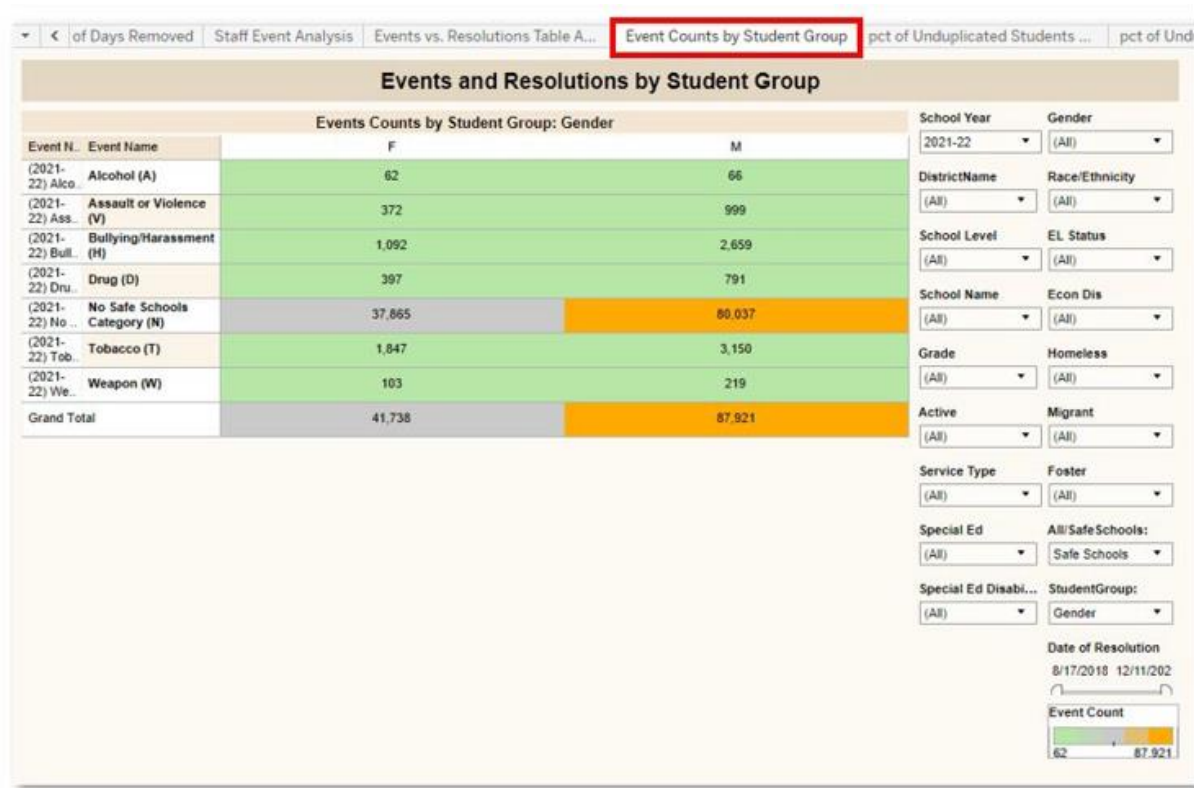 of Days Removed Staff Event Analysis Events vs. Resolutions Table A... Event Counts by Student Group pct of Unduplicated Students ... pct of Und
Events and Resolutions by Student Group
Events Counts by Student Group: Gender
Event N.. Event Name F M
(2021-22) Alco.. Alcohol (A) 62 66
(2021-22) Ass.. Assault or Violence (V) 372 999
(2021-22) Bull.. Bullying/Harassment (H) 1,092 2,659
(2021-22) Dru.. Drug (D) 397 791
(2021-22) No .. No Safe Schools Category (N) 37,865 80,037
(2021-22) Tob.. Tobacco (T) 1,847 3,150
(2021-22) We.. Weapon (W) 103 219
Grand Total 41,738 87,921
School Year Gender
2021-22 (All)
DistrictName Race/Ethnicity
(All) (All)
School Level EL Status
(All) (All)
School Name Econ Dis
(All) (All)
Grade Homeless
(All) (All)
Active Migrant
(All) (All)
Service Type Foster
(All) (All)
Special Ed All/SafeSchools:
(All) Safe Schools
Special Ed Disabi... StudentGroup:
(All) Gender
Date of Resolution
8/17/2018 12/11/202
Event Count
62 87,921